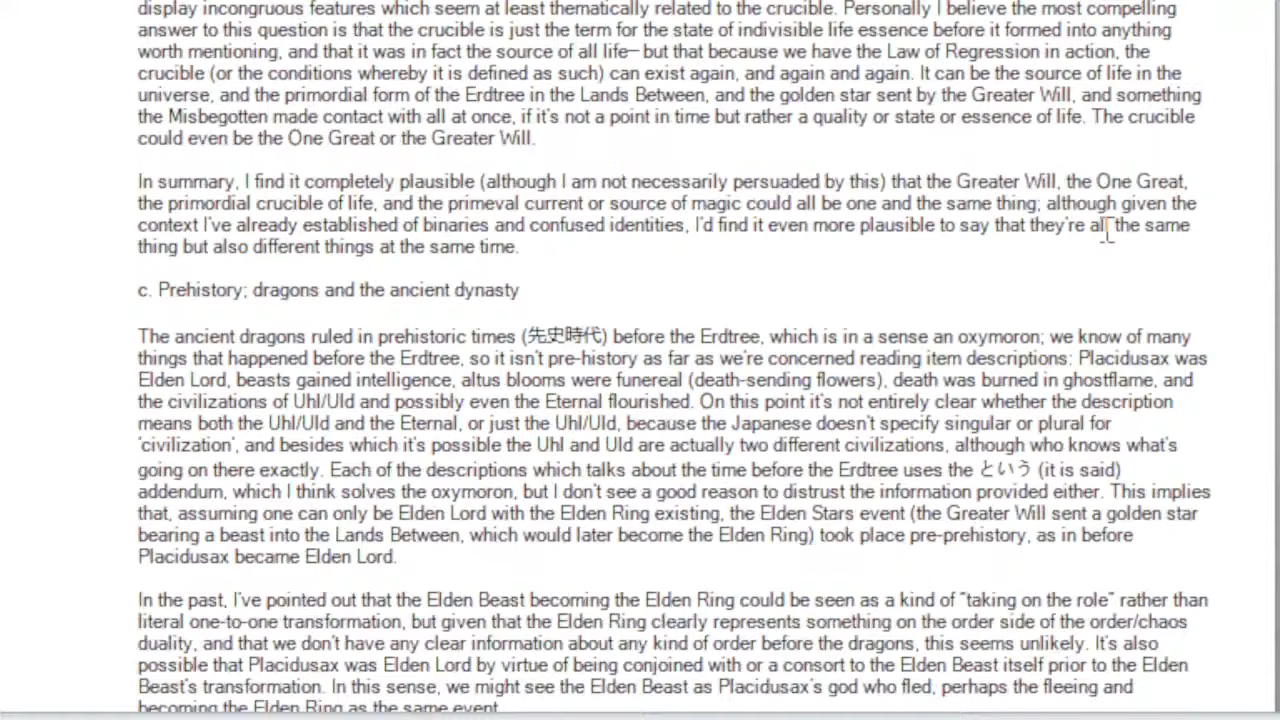 display incongruous features which seem at least thematically related to the crucible. Personally I believe the most compelling
answer to this question is that the crucible is just the term for the state of indivisible life essence before it formed into anything
worth mentioning, and that it was in fact the source of all life—but that because we have the Law of Regression in action, the
crucible (or the conditions whereby it is defined as such) can exist again, and again and again. It can be the source of life in the
universe, and the primordial form of the Erdtree in the Lands Between, and the golden star sent by the Greater Will, and something
the Misbegotten made contact with all at once, if it's not a point in time but rather a quality or state or essence of life. The crucible
could even be the One Great or the Greater Will.
In summary, I find it completely plausible (although I am not necessarily persuaded by this) that the Greater Will, the One Great,
the primordial crucible of life, and the primeval current or source of magic could all be one and the same thing; although given the
context I've already established of binaries and confused identities, I'd find it even more plausible to say that they're all the same
thing but also different things at the same time.
c. Prehistory; dragons and the ancient dynasty
The ancient dragons ruled in prehistoric times (先史時代) before the Erdtree, which is in a sense an oxymoron; we know of many
things that happened before the Erdtree, so it isn't pre-history as far as we're concerned reading item descriptions: Placidusax was
Elden Lord, beasts gained intelligence, altus blooms were funereal (death-sending flowers), death was burned in ghostflame, and
the civilizations of Uhl/Uld and possibly even the Eternal flourished. On this point it's not entirely clear whether the description
means both the Uhl/Uld and the Eternal, or just the Uhl/Uld, because the Japanese doesn't specify singular or plural for
'civilization', and besides which it's possible the Uhl and Uld are actually two different civilizations, although who knows what's
going on there exactly. Each of the descriptions which talks about the time before the Erdtree uses the という (it is said)
addendum, which I think solves the oxymoron, but I don't see a good reason to distrust the information provided either. This implies
that, assuming one can only be Elden Lord with the Elden Ring existing, the Elden Stars event (the Greater Will sent a golden star
bearing a beast into the Lands Between, which would later become the Elden Ring) took place pre-prehistory, as in before
Placidusax became Elden Lord.
In the past, I've pointed out that the Elden Beast becoming the Elden Ring could be seen as a kind of "taking on the role" rather than
literal one-to-one transformation, but given that the Elden Ring clearly represents something on the order side of the order/chaos
duality, and that we don't have any clear information about any kind of order before the dragons, this seems unlikely. It's also
possible that Placidusax was Elden Lord by virtue of being conjoined with or a consort to the Elden Beast itself prior to the Elden
Beast's transformation. In this sense, we might see the Elden Beast as Placidusax's god who fled, perhaps the fleeing and
becoming the Elden Ring as the same event.